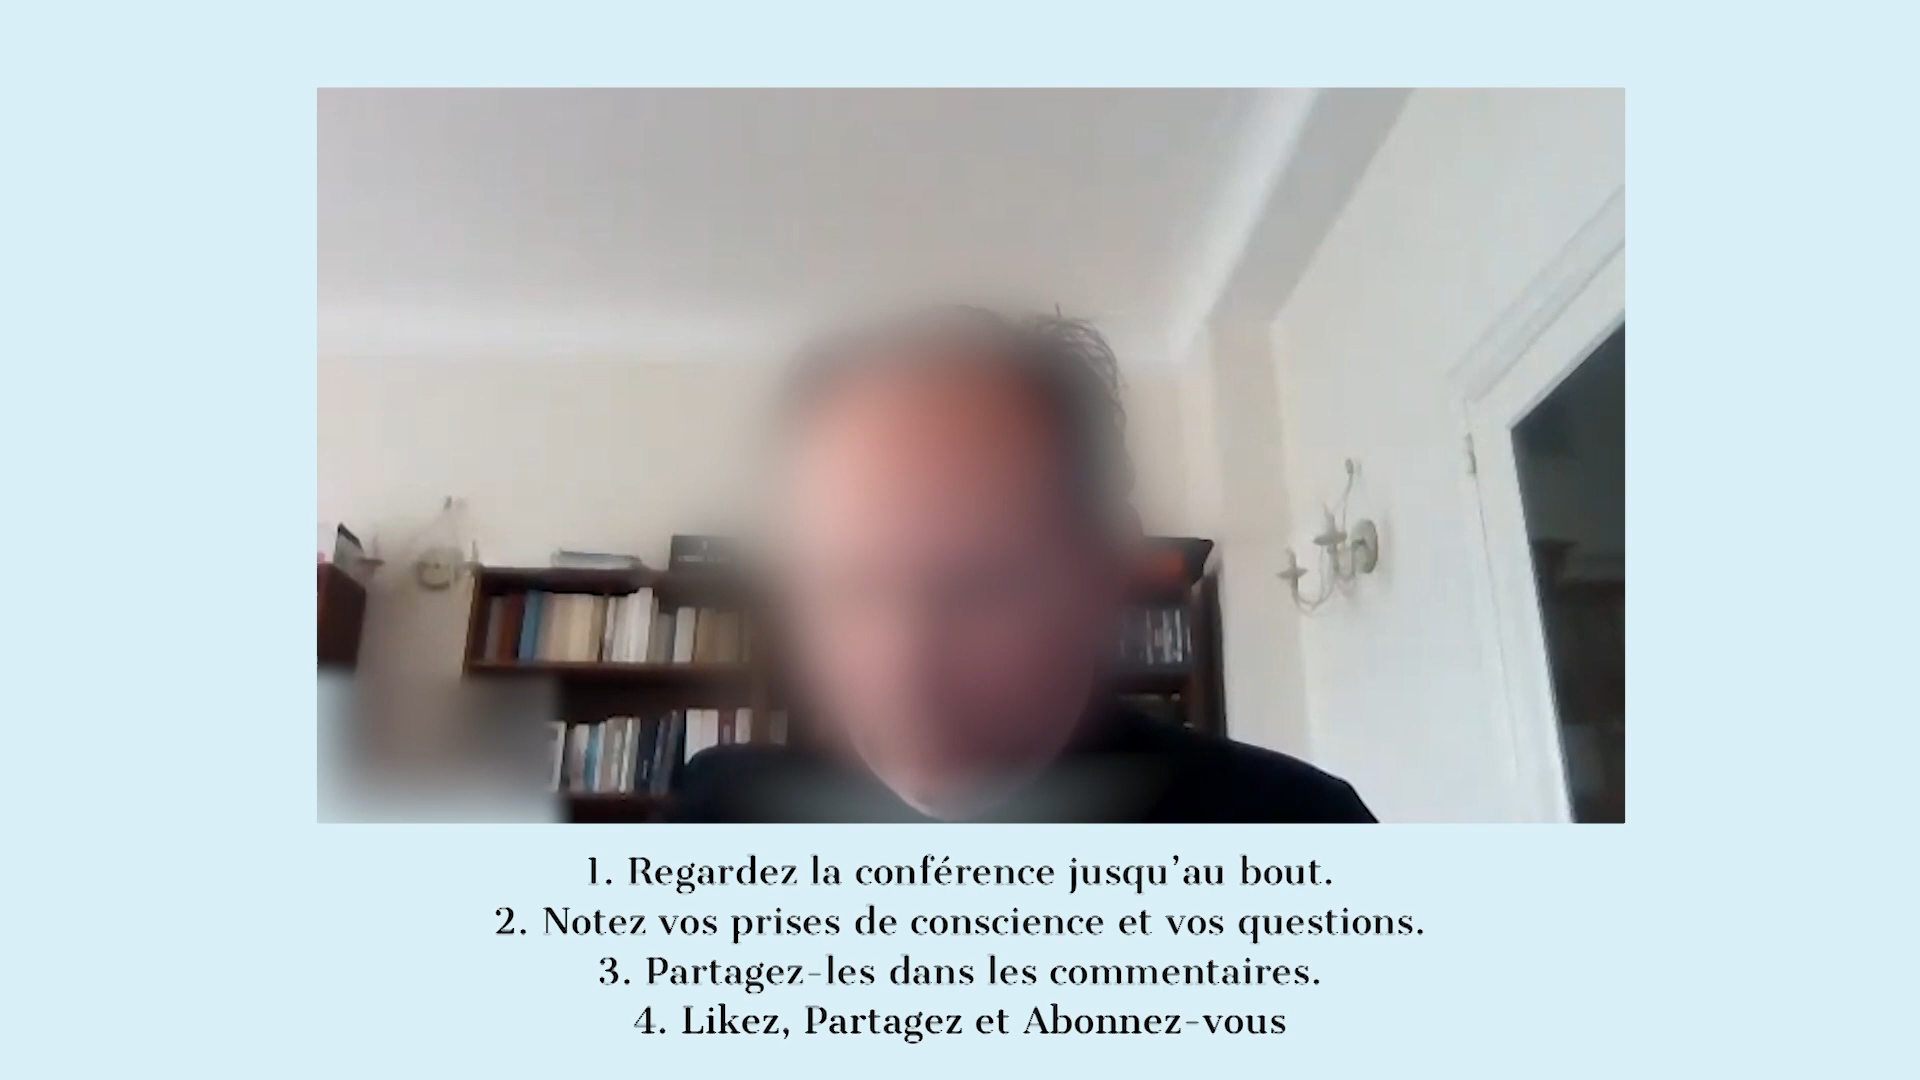 1. Regardez la conférence jusqu'au bout.
2. Notez vos prises de conscience et vos questions.
3. Partagez-les dans les commentaires.
4. Likez, Partagez et Abonnez-vous